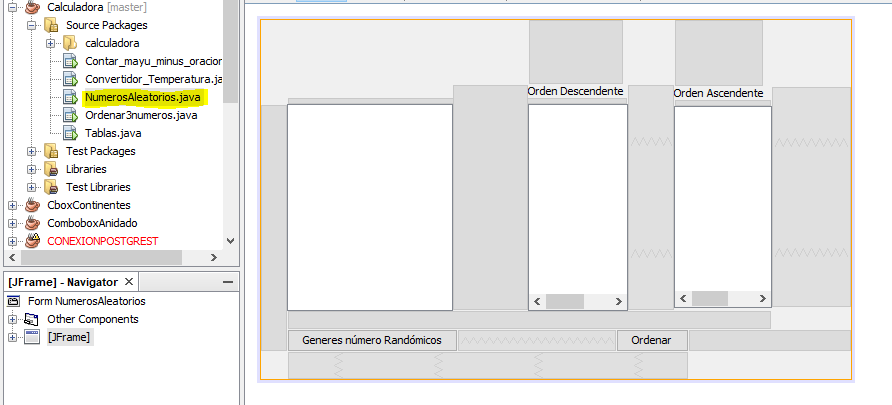 Calculadora [master]
Source Packages
calculadora
Contar_mayu_minus_oracion
Convertidor_Temperatura.ja
NumerosAleatorios.java
Ordenar3numeros.java
Tablas.java
Test Packages
Libraries
Test Libraries
CboxContinentes
ComboboxAnidado
CONEXIONPOSTGREST
[JFrame] - Navigator
Form NumerosAleatorios
Other Components
[JFrame]
Orden Descendente
Orden Ascendente
Generes número Randómicos
Ordenar